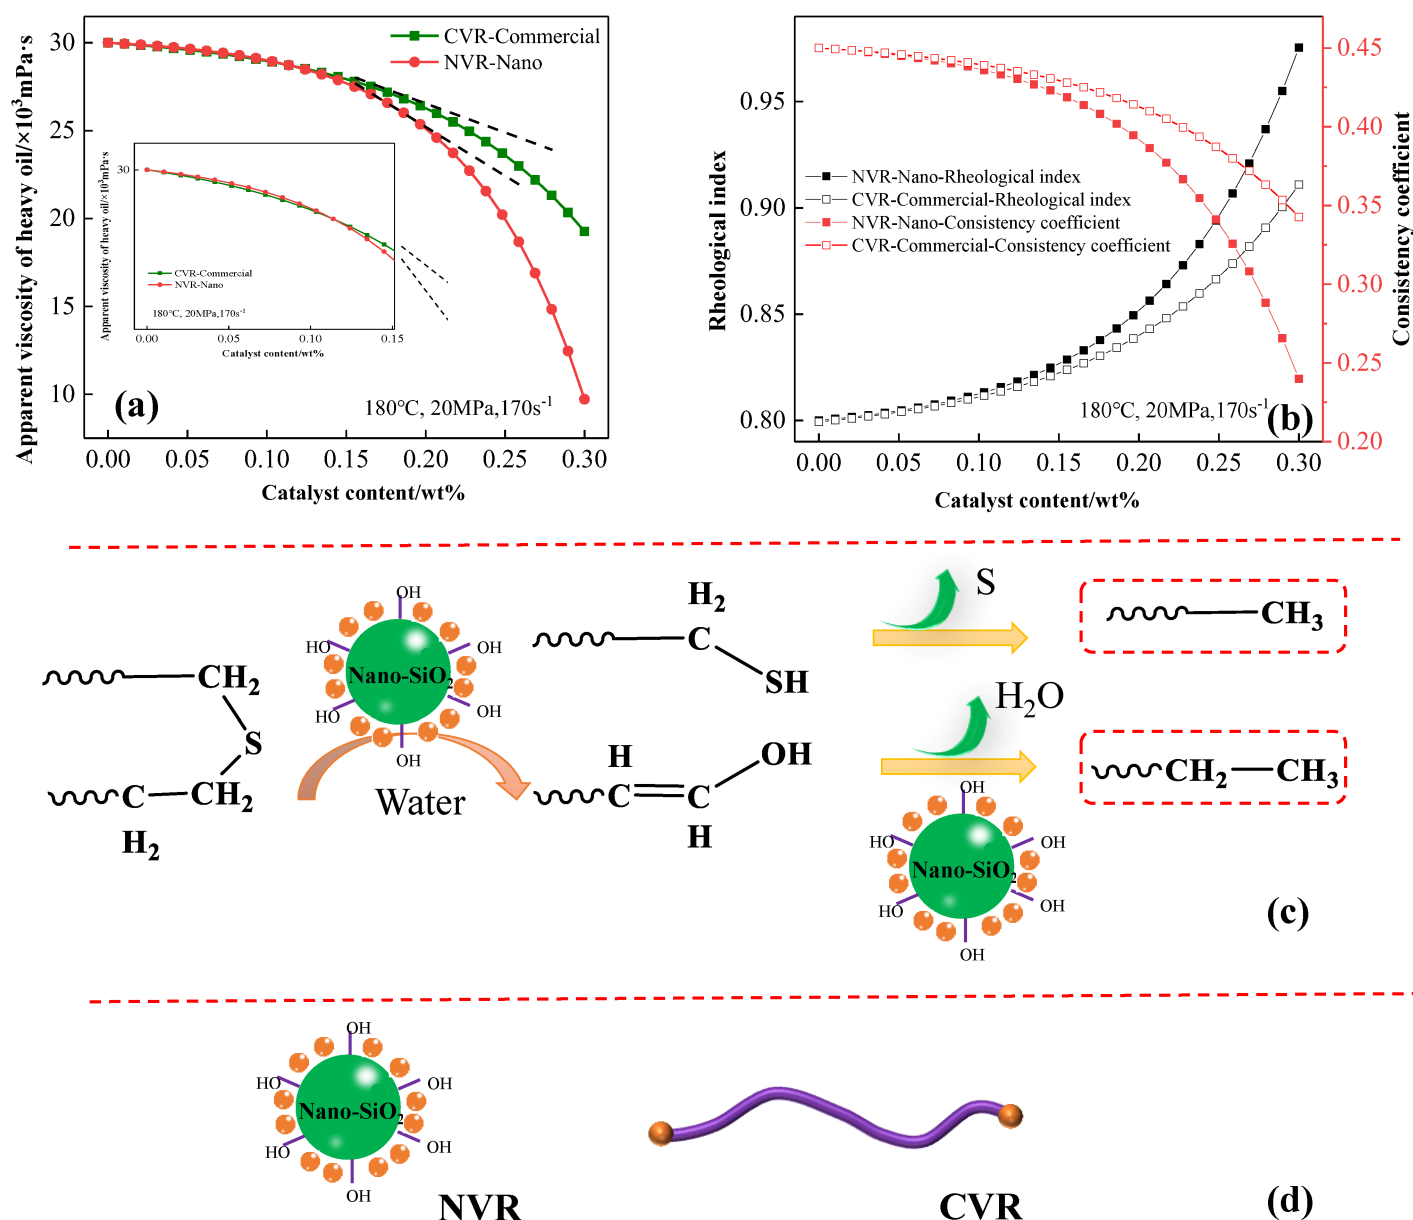 Apparent viscosity of heavy oil/×10³mPa·s
30
25
20
15
10
CVR-Commercial
NVR-Nano
Apparent viscosity of heavy oil/×10³mPa·s
30
CVR-Commercial
NVR-Nano
180°C, 20MPa,170s⁻¹
0.00 0.05 0.10 0.15
Catalyst content/wt%
(a)
180°C, 20MPa,170s⁻¹
0.00 0.05 0.10 0.15 0.20 0.25 0.30
Catalyst content/wt%
Rheological index
0.95
0.90
0.85
0.80
NVR-Nano-Rheological index
CVR-Commercial-Rheological index
NVR-Nano-Consistency coefficient
CVR-Commercial-Consistency coefficient
180°C, 20MPa,170s⁻¹
(b)
0.45
0.40
0.35
0.30
0.25
0.20
Consistency coefficient
0.00 0.05 0.10 0.15 0.20 0.25 0.30
Catalyst content/wt%
CH₂
S
C CH₂
H₂
OH
HO OH
Nano-SiO₂
HO OH
OH
Water
H₂
C
SH
H OH
C C
H
S
H₂O
CH₃
CH₂ CH₃
OH
HO OH
Nano-SiO₂
HO OH
OH
(c)
OH
HO OH
Nano-SiO₂
HO OH
OH
NVR
CVR
(d)